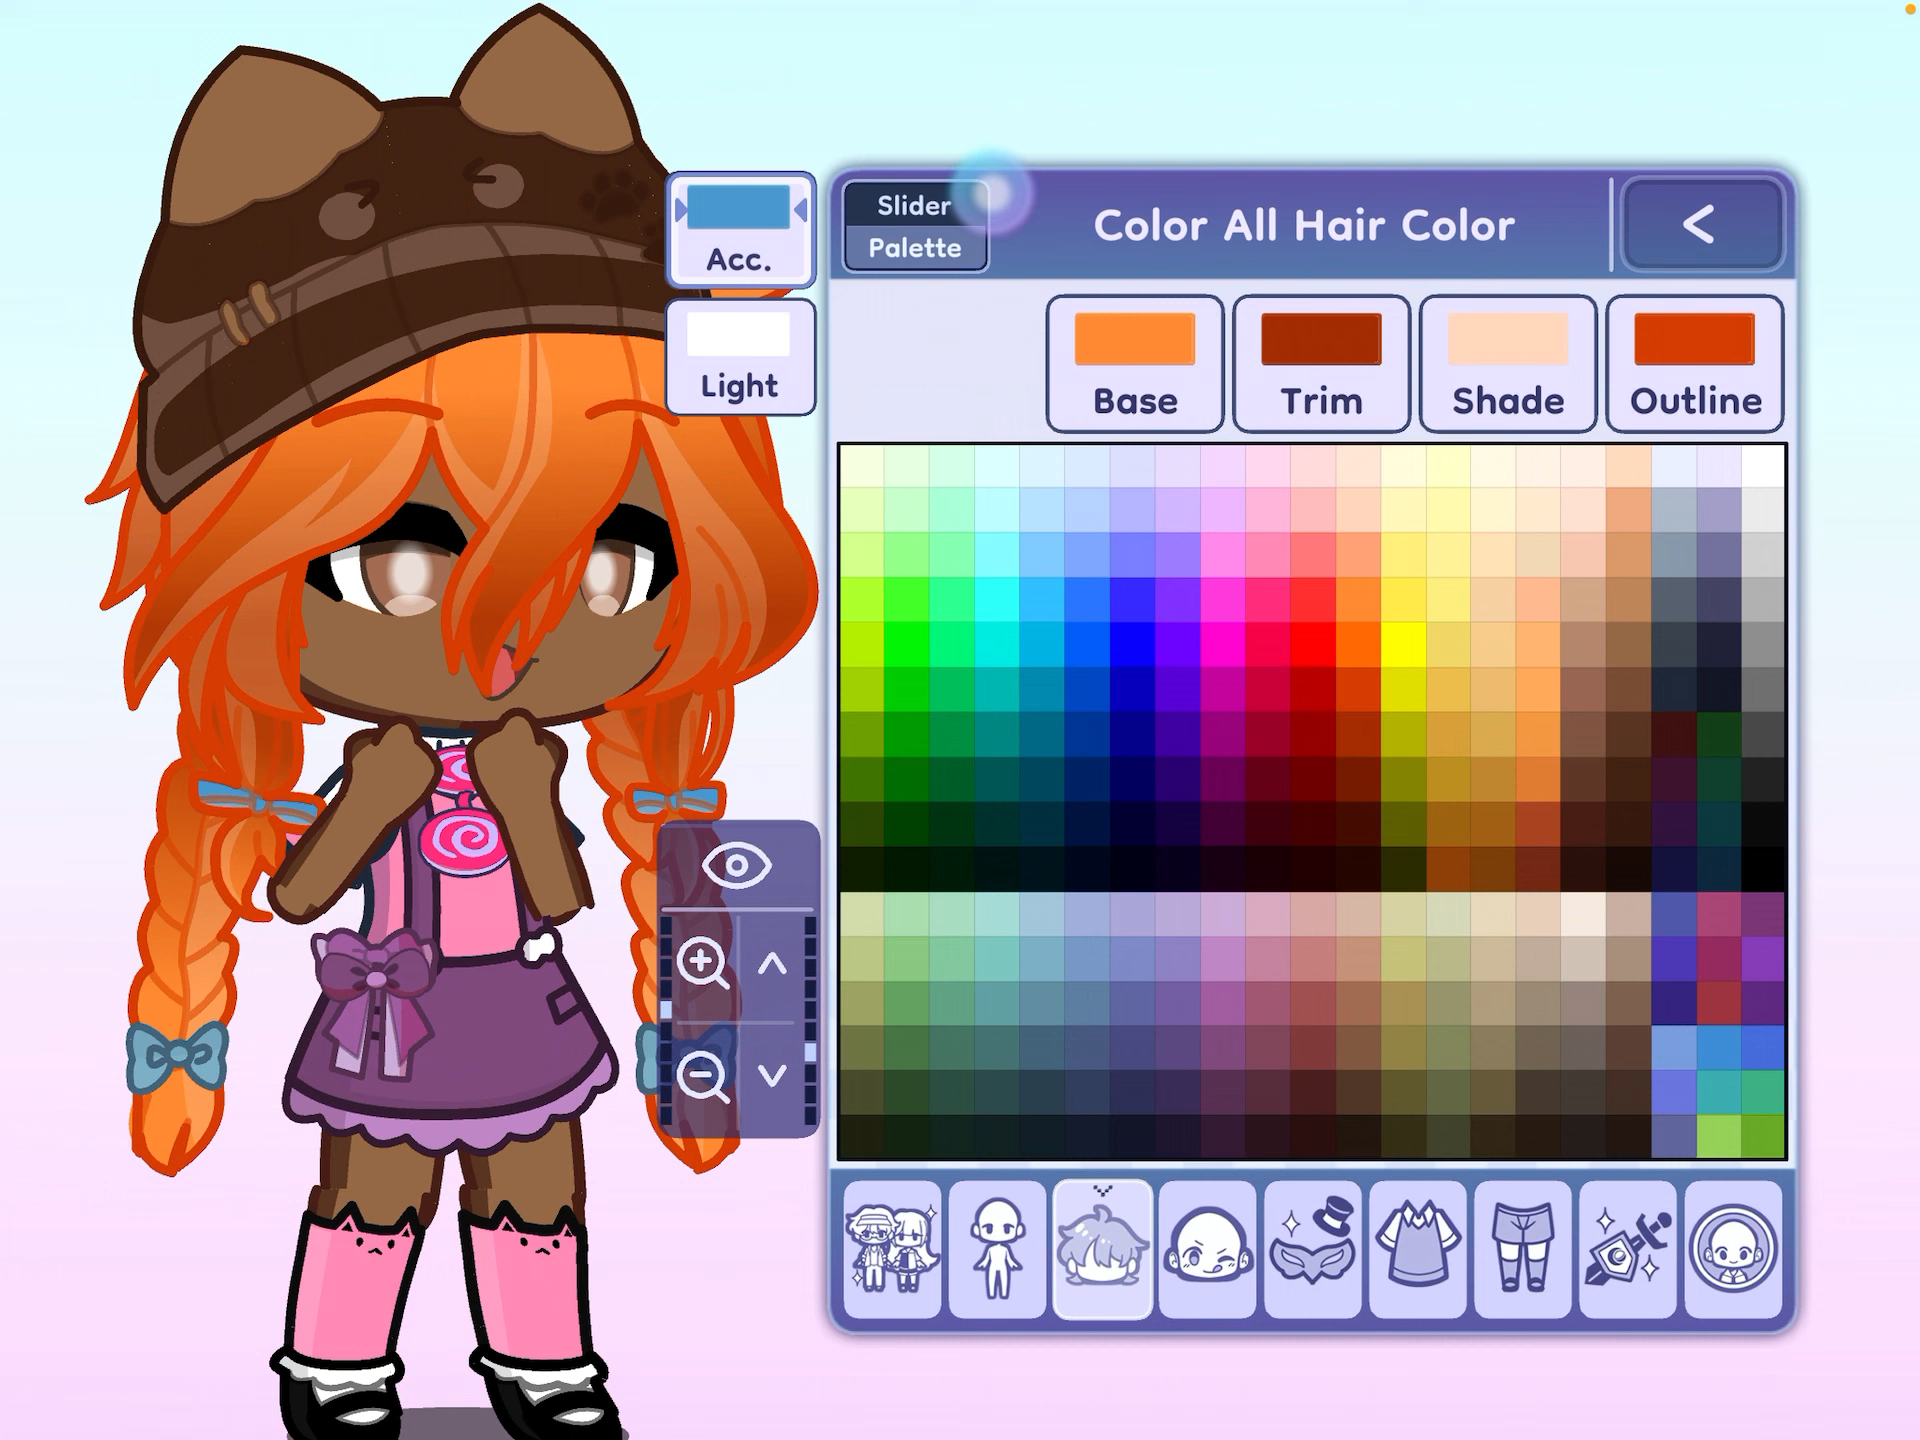 Slider
Palette
Color All Hair Color
<
Acc.
Light
Base
Trim
Shade
Outline